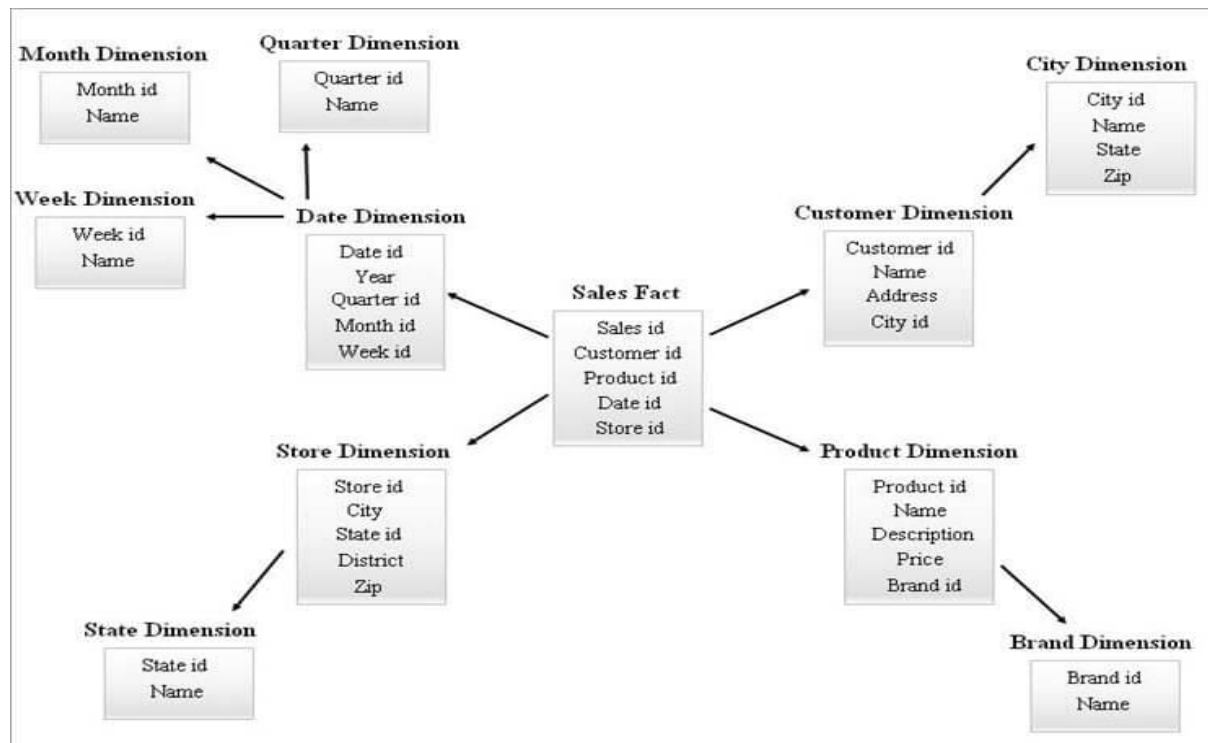 Month Dimension
Month id
Name
Quarter Dimension
Quarter id
Name
City Dimension
City id
Name
State
Zip
Week Dimension
Week id
Name
Date Dimension
Date id
Year
Quarter id
Month id
Week id
Customer Dimension
Customer id
Name
Address
City id
Sales Fact
Sales id
Customer id
Product id
Date id
Store id
Store Dimension
Store id
City
State id
District
Zip
Product Dimension
Product id
Name
Description
Price
Brand id
State Dimension
State id
Name
Brand Dimension
Brand id
Name